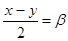 (x − y)/2 = β